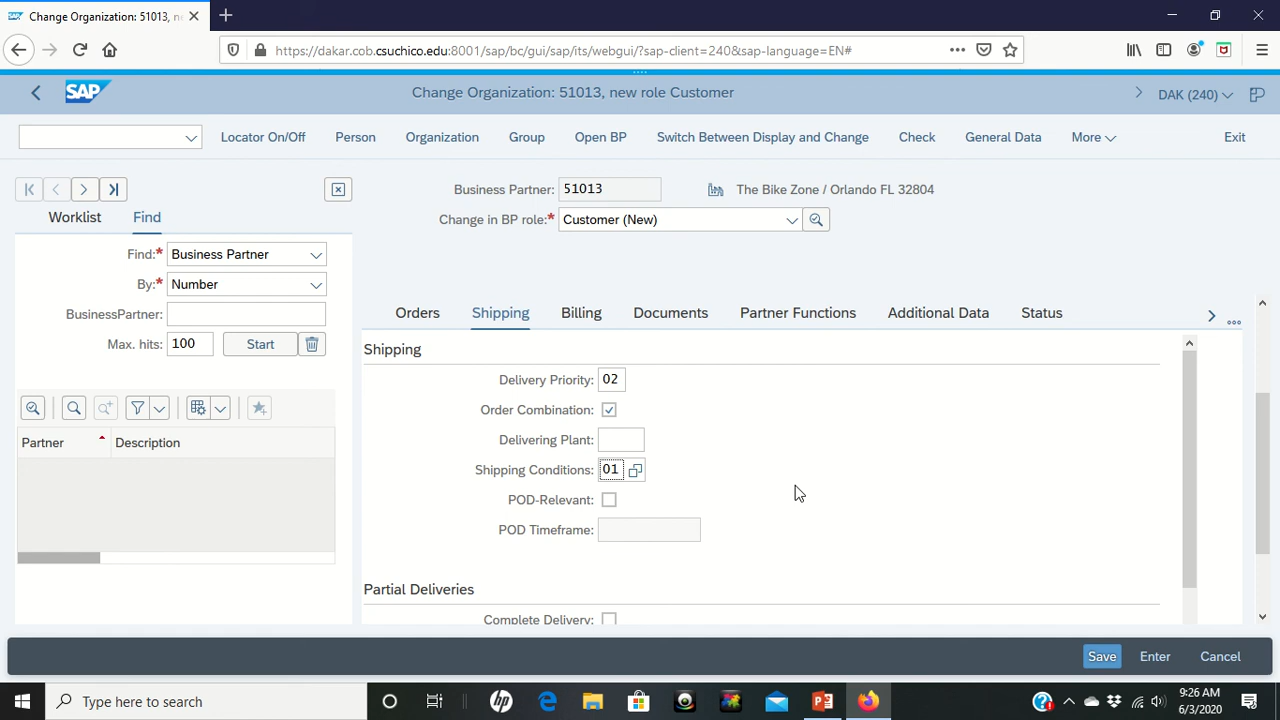 Change Organization: 51013, ne
https://dakar.cob.csuchico.edu:8001/sap/bc/gui/sap/its/webgui/?sap-client=240&sap-language=EN#
SAP
Change Organization: 51013, new role Customer
DAK (240)
Locator On/Off Person Organization Group Open BP Switch Between Display and Change Check General Data More Exit
Business Partner: 51013 The Bike Zone / Orlando FL 32804
Worklist Find
Change in BP role:* Customer (New)
Find:* Business Partner
By:* Number
BusinessPartner:
Max. hits: 100 Start
Partner Description
Orders Shipping Billing Documents Partner Functions Additional Data Status
Shipping
Delivery Priority: 02
Order Combination:
Delivering Plant:
Shipping Conditions: 01
POD-Relevant:
POD Timeframe:
Partial Deliveries
Complete Delivery:
Save Enter Cancel
Type here to search
9:26 AM
6/3/2020